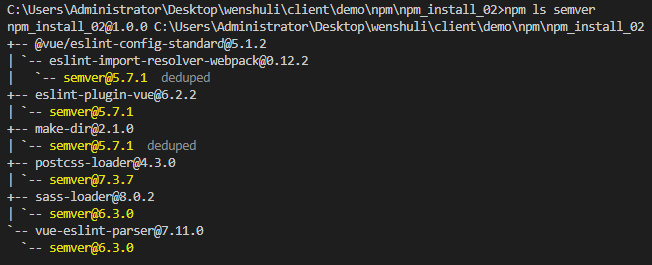 C:\Users\Administrator\Desktop\wenshuli\client\demo\npm\npm_install_02>npm ls semver
npm_install_02@1.0.0 C:\Users\Administrator\Desktop\wenshuli\client\demo\npm\npm_install_02
+-- @vue/eslint-config-standard@5.1.2
| `-- eslint-import-resolver-webpack@0.12.2
|   `-- semver@5.7.1  deduped
+-- eslint-plugin-vue@6.2.2
| `-- semver@5.7.1
+-- make-dir@2.1.0
| `-- semver@5.7.1  deduped
+-- postcss-loader@4.3.0
| `-- semver@7.3.7
+-- sass-loader@8.0.2
| `-- semver@6.3.0
`-- vue-eslint-parser@7.11.0
  `-- semver@6.3.0